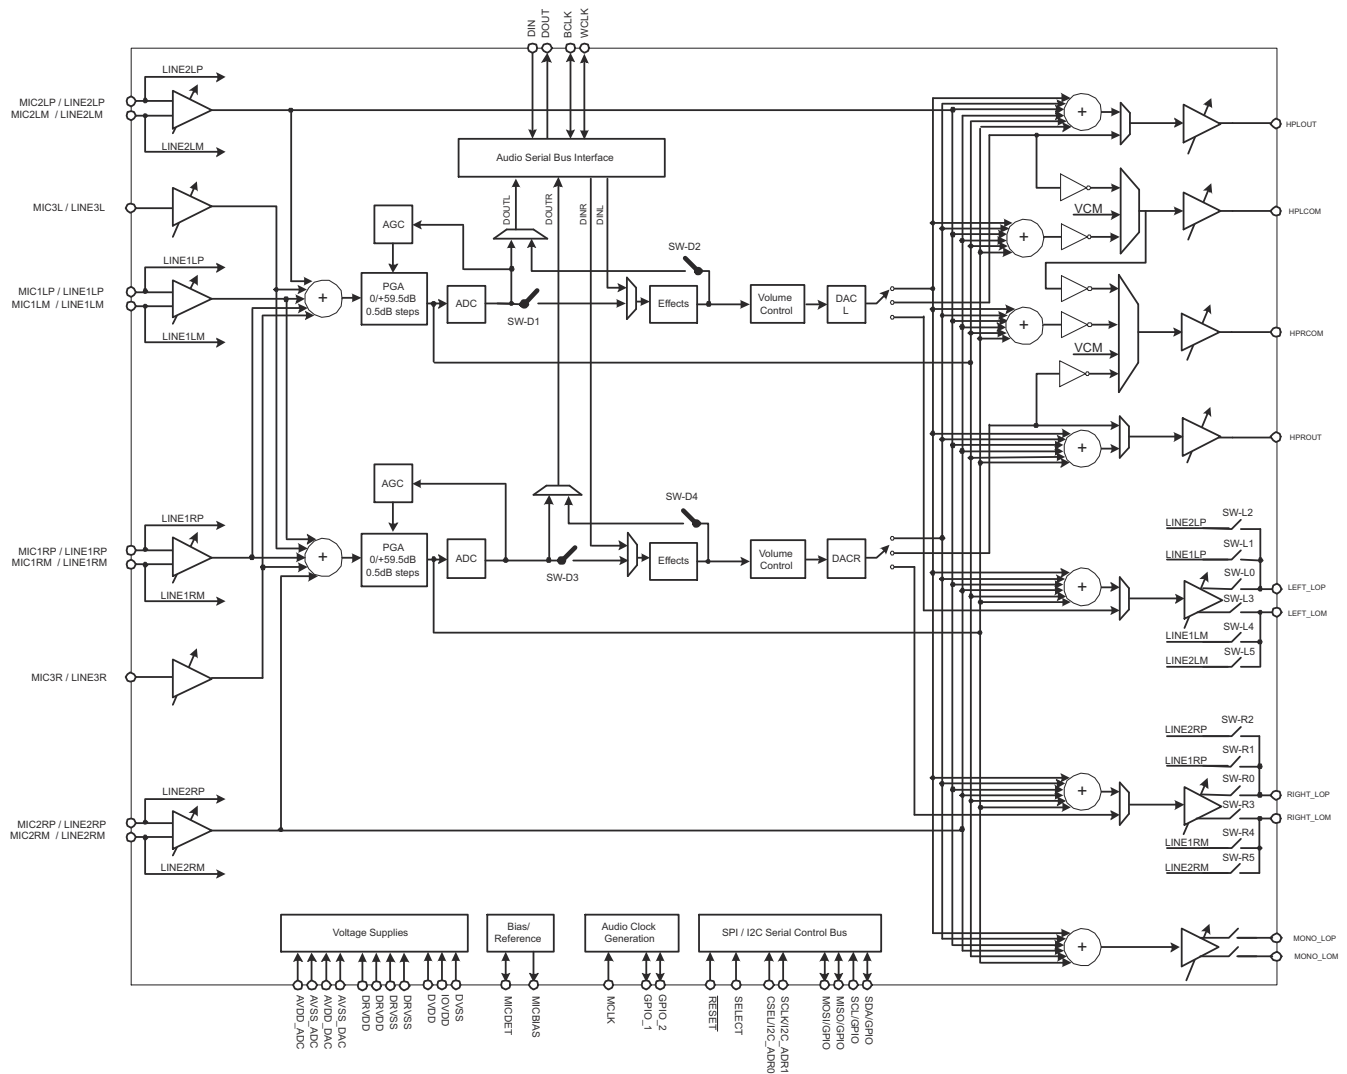 DIN
DOUT
BCLK
WCLK
LINE2LP
MIC2LP / LINE2LP
MIC2LM / LINE2LM
LINE2LM
Audio Serial Bus Interface
+
HPLOUT
MIC3L / LINE3L
DOUTL
DOUTR
DINR
DINL
AGC
VCM
HPLCOM
+
SW-D2
LINE1LP
MIC1LP / LINE1LP
MIC1LM / LINE1LM
LINE1LM
+
PGA
0/+59.5dB
0.5dB steps
ADC
SW-D1
Effects
Volume
Control
DAC
L
+
VCM
HPRCOM
+
HPROUT
AGC
SW-D4
LINE1RP
MIC1RP / LINE1RP
MIC1RM / LINE1RM
LINE1RM
+
PGA
0/+59.5dB
0.5dB steps
ADC
SW-D3
Effects
Volume
Control
DACR
+
LINE2LP
SW-L2
LINE1LP
SW-L1
SW-L0
LEFT_LOP
SW-L3
LEFT_LOM
LINE1LM
SW-L4
LINE2LM
SW-L5
MIC3R / LINE3R
LINE2RP
SW-R2
LINE1RP
SW-R1
SW-R0
RIGHT_LOP
SW-R3
RIGHT_LOM
LINE1RM
SW-R4
LINE2RM
SW-R5
+
LINE2RP
MIC2RP / LINE2RP
MIC2RM / LINE2RM
LINE2RM
Voltage Supplies
Bias/
Reference
Audio Clock
Generation
SPI / I2C Serial Control Bus
+
MONO_LOP
MONO_LOM
AVDD_ADC
AVSS_ADC
AVDD_DAC
AVSS_DAC
DRVDD
DRVDD
DRVSS
DRVSS
DVDD
IOVDD
DVSS
MICDET
MICBIAS
MCLK
GPIO_1
GPIO_2
RESET
SELECT
CSEL/I2C_ADR0
SCLK/I2C_ADR1
MOSI/GPIO
MISO/GPIO
SCL/GPIO
SDA/GPIO